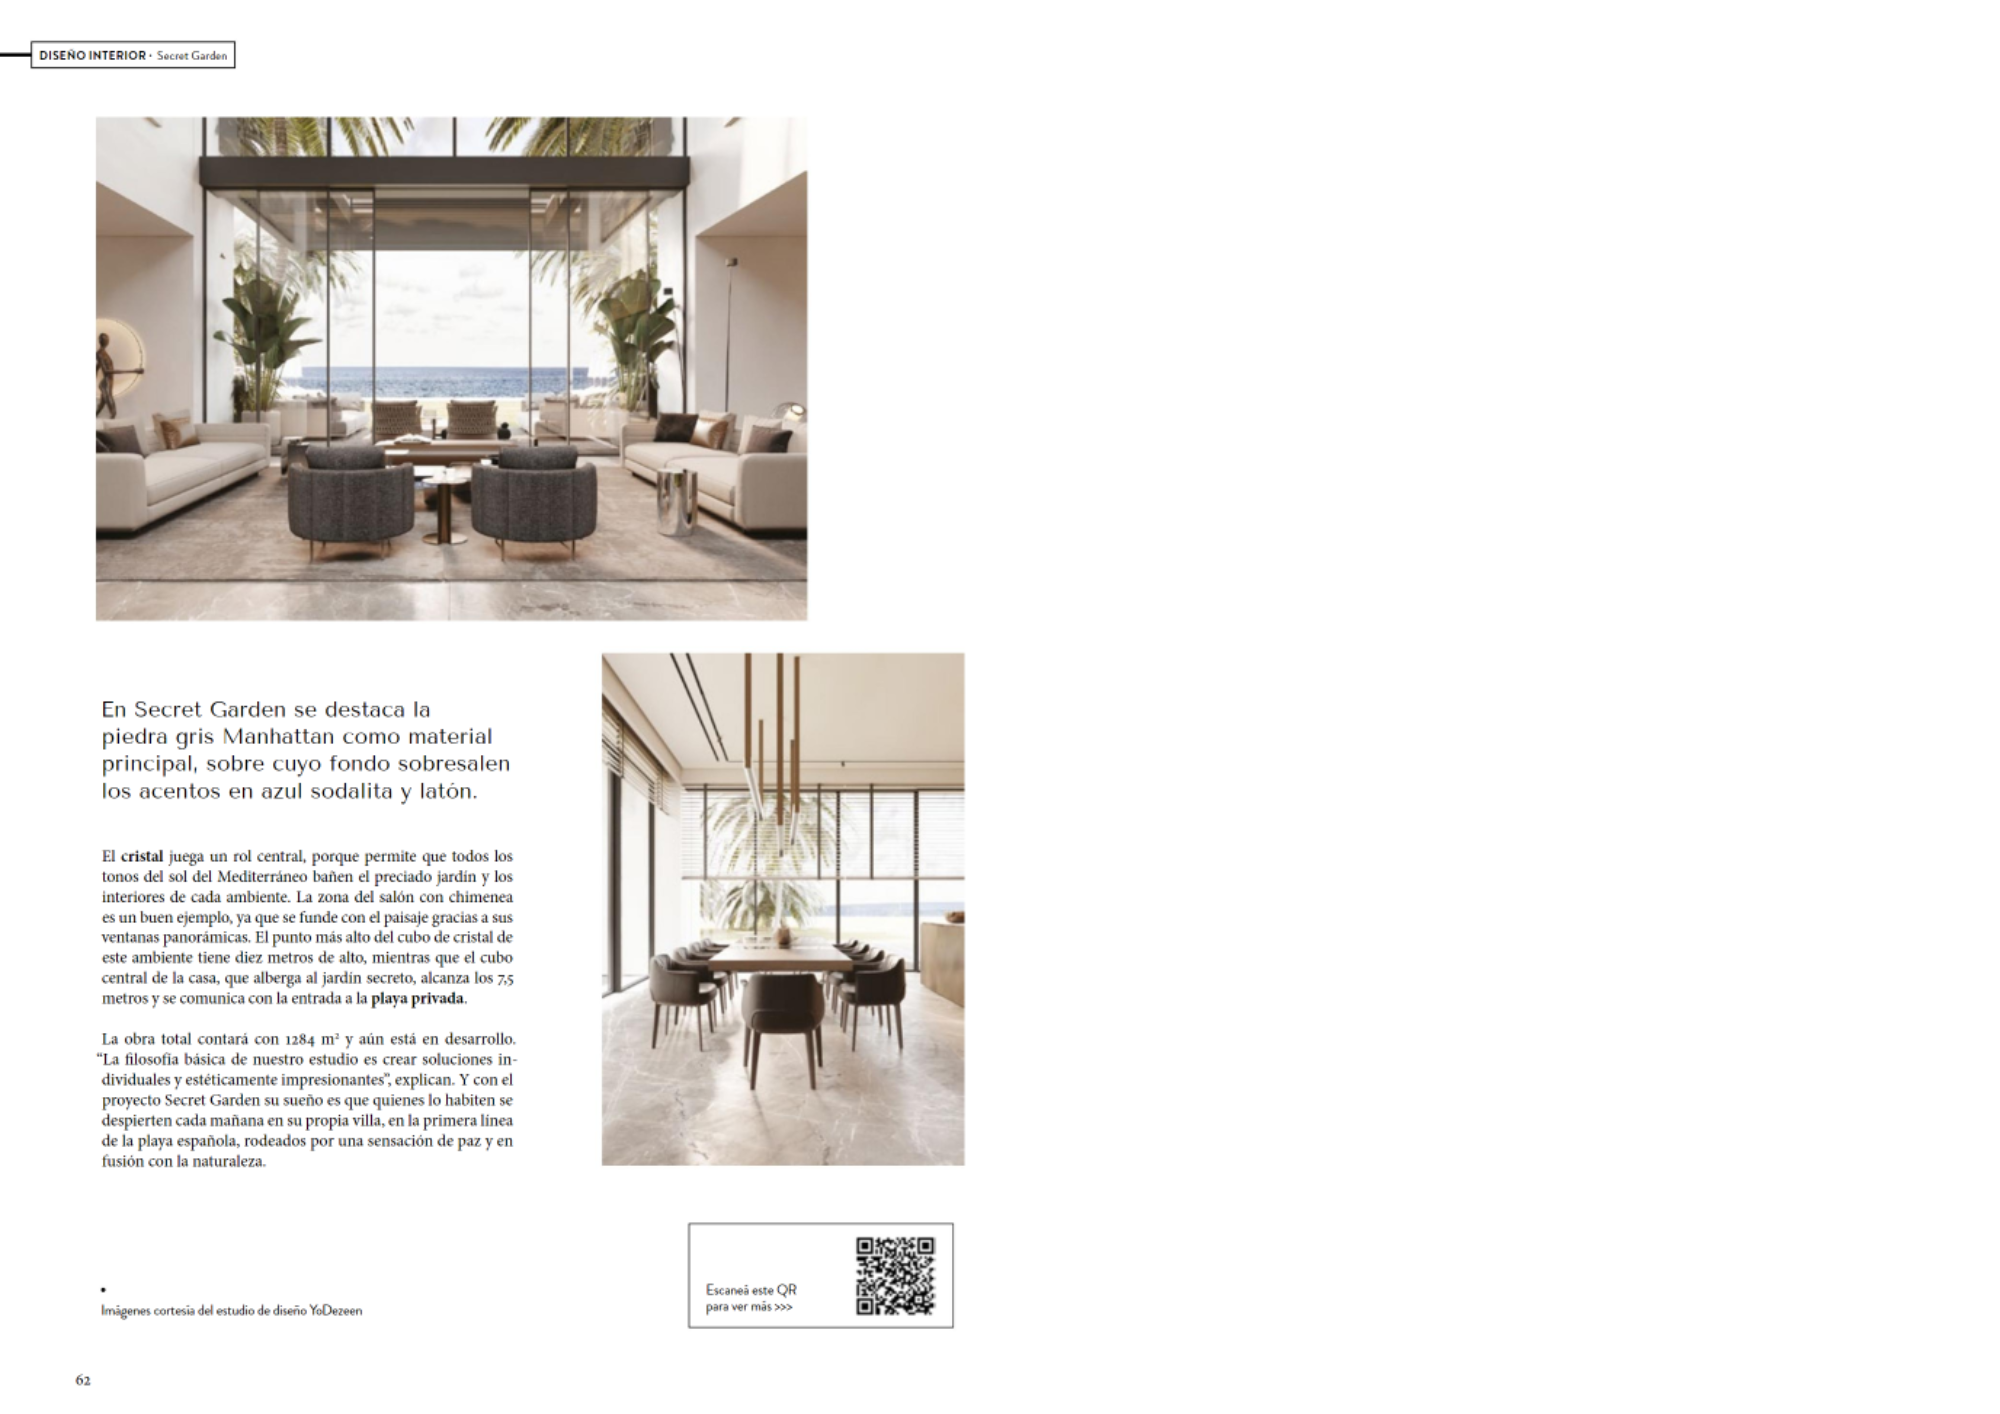 DISEÑO INTERIOR · Secret Garden
En Secret Garden se destaca la
piedra gris Manhattan como material
principal, sobre cuyo fondo sobresalen
los acentos en azul sodalita y latón.
El cristal juega un rol central, porque permite que todos los
tonos del sol del Mediterráneo bañen el preciado jardín y los
interiores de cada ambiente. La zona del salón con chimenea
es un buen ejemplo, ya que se funde con el paisaje gracias a sus
ventanas panorámicas. El punto más alto del cubo de cristal de
este ambiente tiene diez metros de alto, mientras que el cubo
central de la casa, que alberga al jardín secreto, alcanza los 7,5
metros y se comunica con la entrada a la playa privada.
La obra total contará con 1284 m² y aún está en desarrollo.
“La filosofía básica de nuestro estudio es crear soluciones in-
dividuales y estéticamente impresionantes”, explican. Y con el
proyecto Secret Garden su sueño es que quienes lo habiten se
despierten cada mañana en su propia villa, en la primera línea
de la playa española, rodeados por una sensación de paz y en
fusión con la naturaleza.
Escaneá este QR
para ver más >>>
•
Imágenes cortesía del estudio de diseño YoDezeen
62